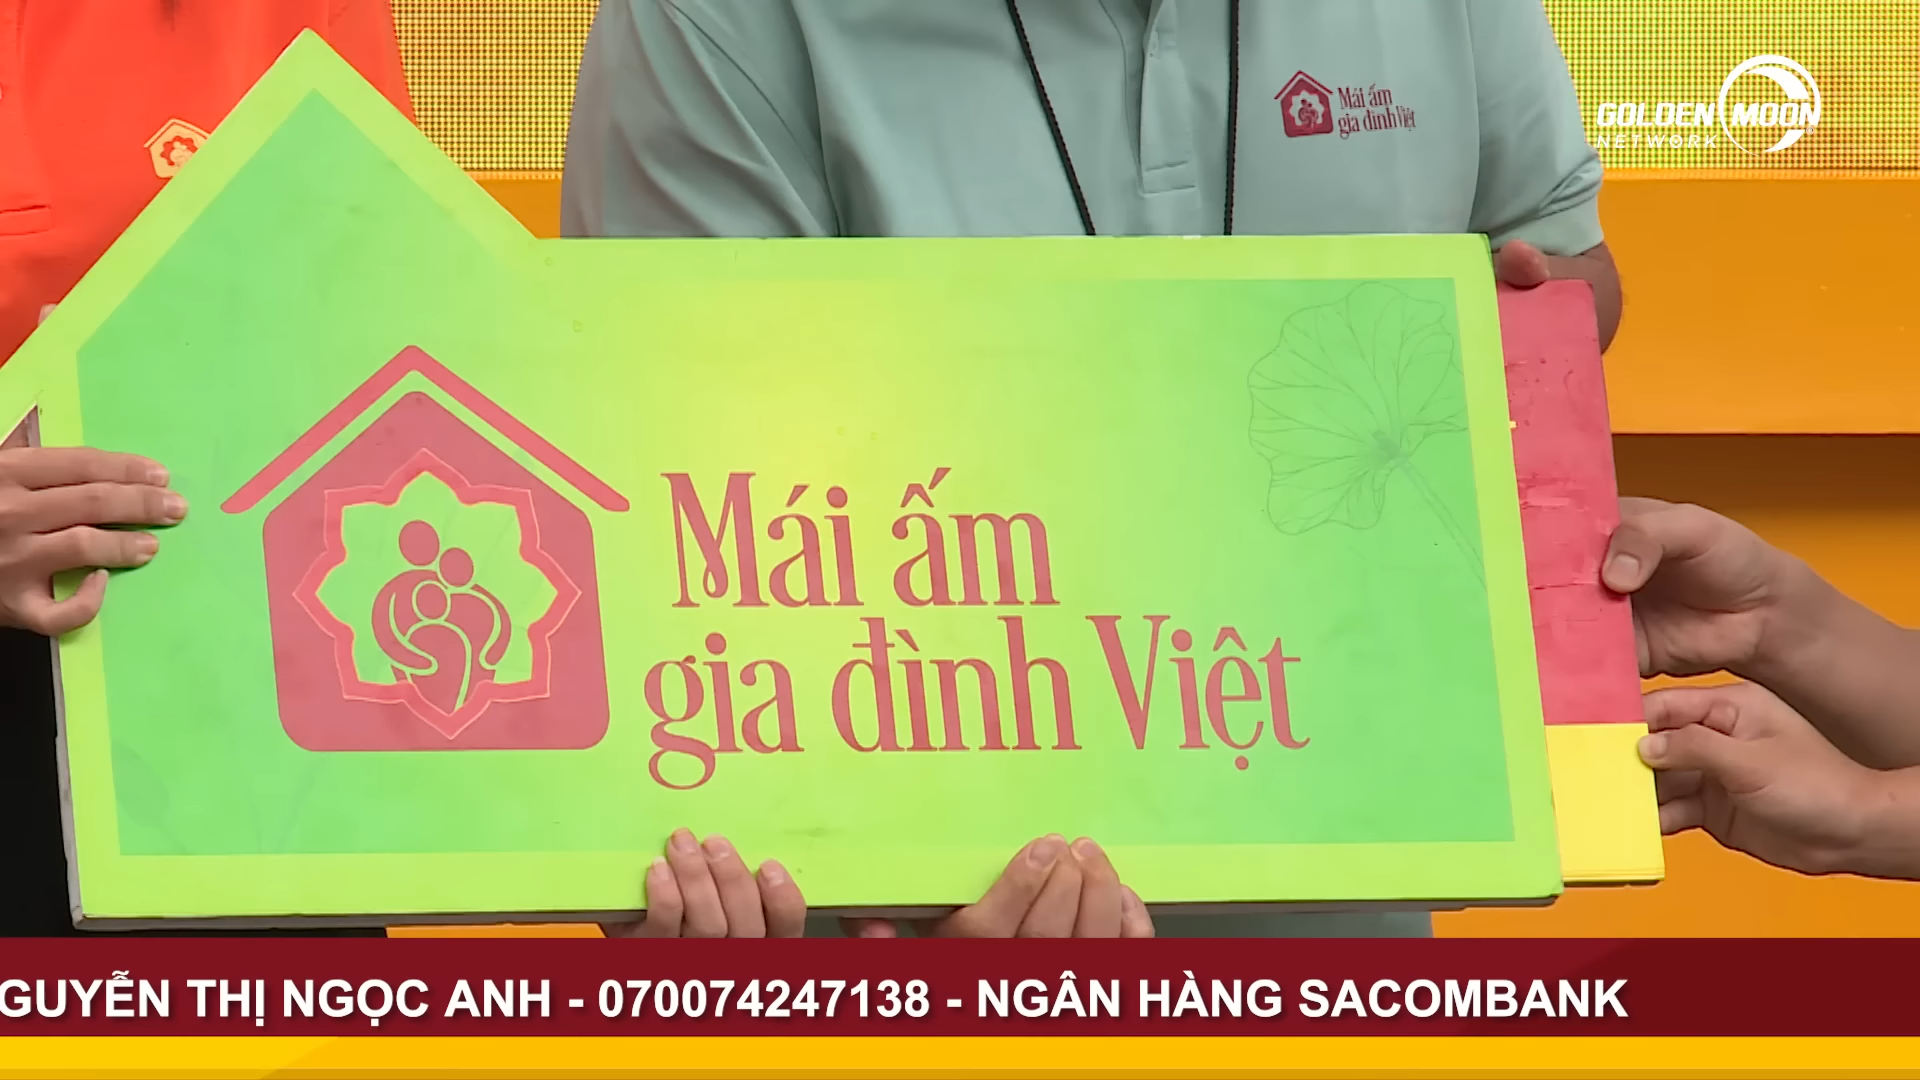 Mái ấm
gia đình Việt
GOLDEN MOON
NETWORK
Mái ấm
gia đình Việt
GUYỄN THỊ NGỌC ANH - 070074247138 - NGÂN HÀNG SACOMBANK